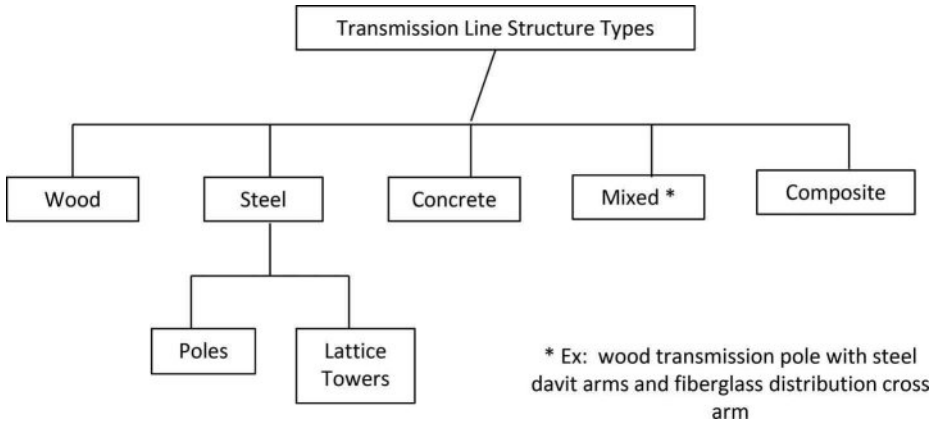 Transmission Line Structure Types
Wood
Steel
Concrete
Mixed *
Composite
Poles
Lattice
Towers
* Ex:  wood transmission pole with steel
davit arms and fiberglass distribution cross
arm